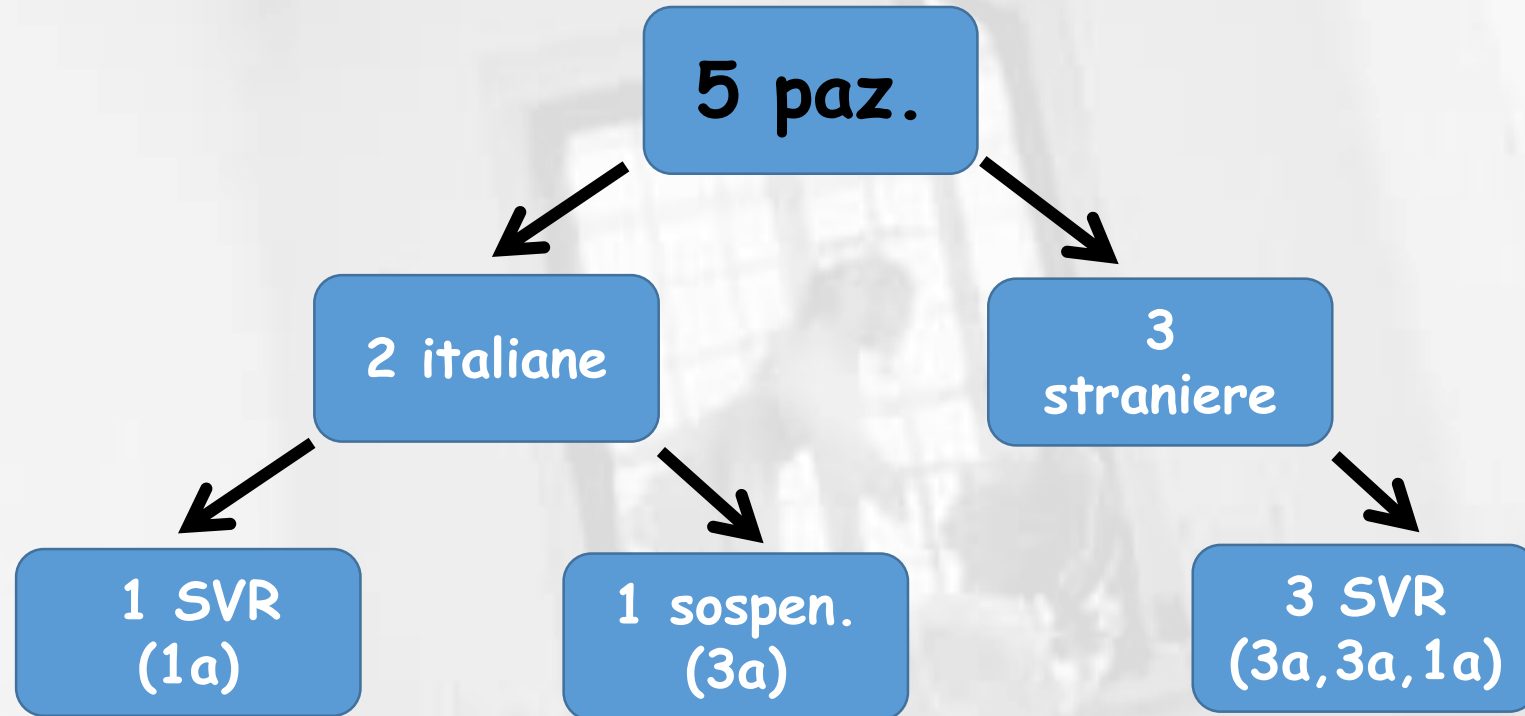 5 paz.
2 italiane
3
straniere
1 SVR
(1a)
1 sospen.
(3a)
3 SVR
(3a,3a,1a)